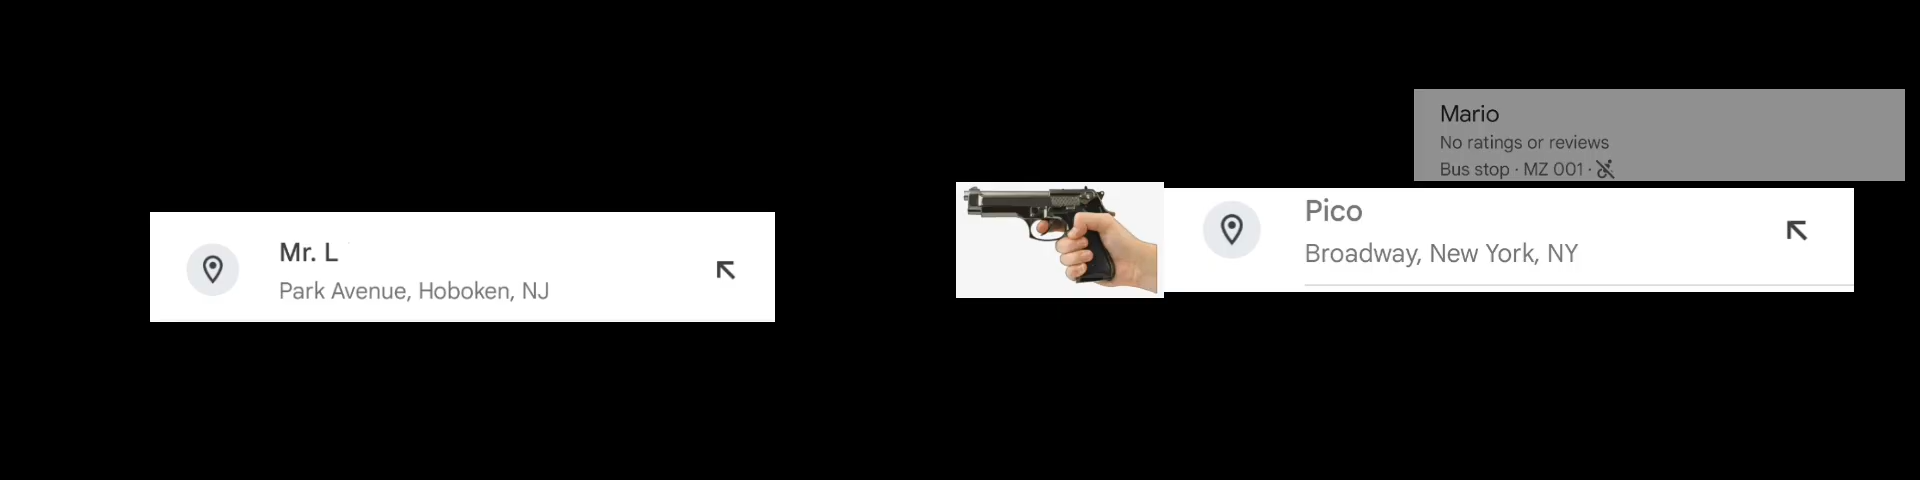 Mr. L
Park Avenue, Hoboken, NJ
Mario
No ratings or reviews
Bus stop · MZ 001 ·
Pico
Broadway, New York, NY